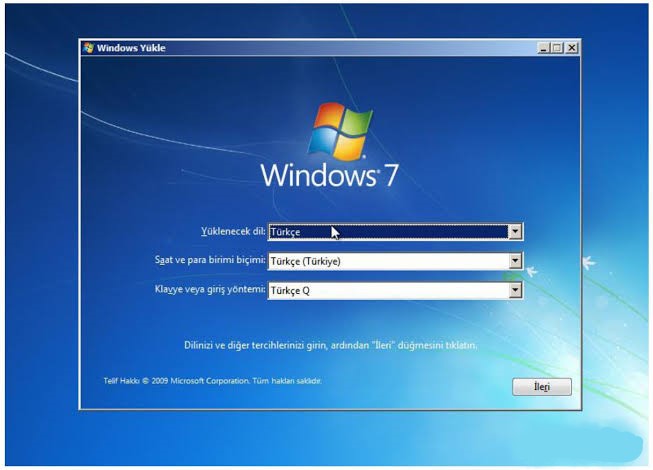 Windows Yükle
Windows 7
Yüklenecek dil: Türkçe
Saat ve para birimi biçimi: Türkçe (Türkiye)
Klavye veya giriş yöntemi: Türkçe Q
Dilinizi ve diğer tercihlerinizi girin, ardından "İleri" düğmesini tıklatın.
Telif Hakkı © 2009 Microsoft Corporation. Tüm hakları saklıdır.
İleri